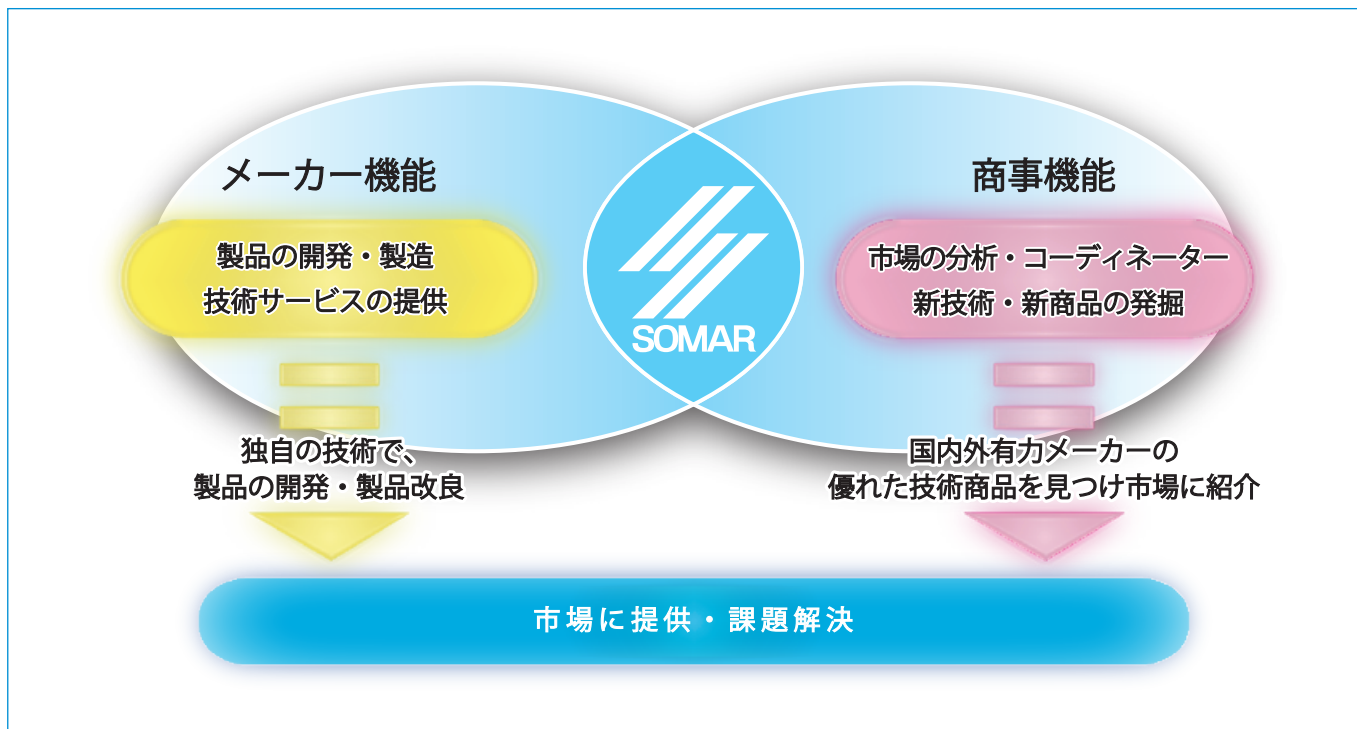 メーカー機能
製品の開発・製造
技術サービスの提供
独自の技術で、
製品の開発・製品改良
SOMAR
商事機能
市場の分析・コーディネーター
新技術・新商品の発掘
国内外有力メーカーの
優れた技術商品を見つけ市場に紹介
市場に提供・課題解決